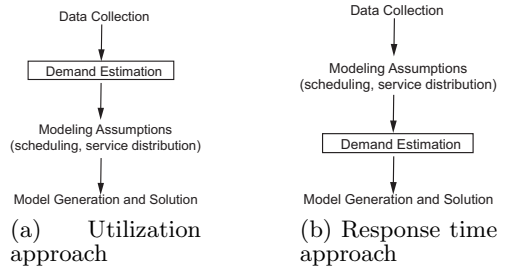 Data Collection
Demand Estimation
Modeling Assumptions
(scheduling, service distribution)
Model Generation and Solution
(a) Utilization
approach
Data Collection
Modeling Assumptions
(scheduling, service distribution)
Demand Estimation
Model Generation and Solution
(b) Response time
approach